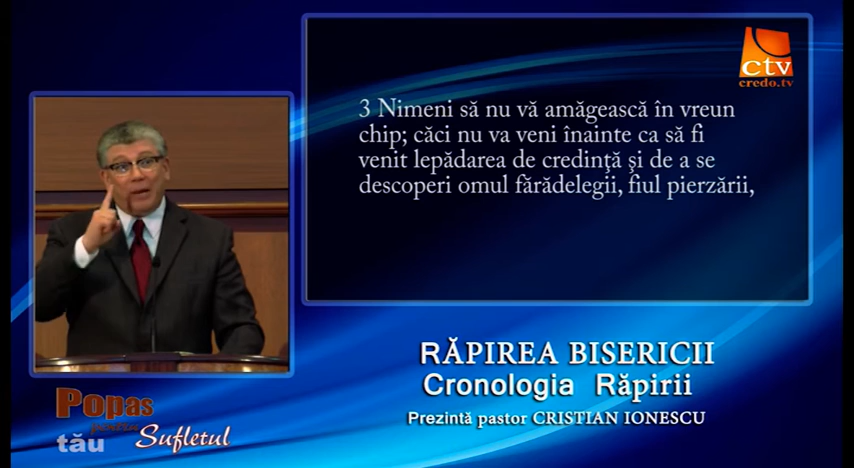 ctv
credo.tv
3 Nimeni să nu vă amăgească în vreun
chip; căci nu va veni înainte ca să fi
venit lepădarea de credinţă şi de a se
descoperi omul fărădelegii, fiul pierzării,
RĂPIREA BISERICII
Cronologia Răpirii
Prezintă pastor CRISTIAN IONESCU
Popas
pentru
tău Sufletul